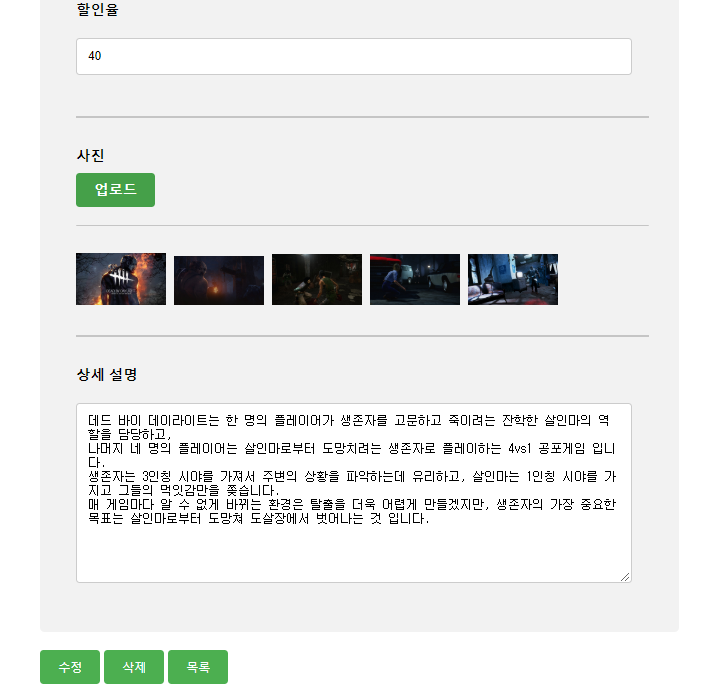 할인율
40
사진
업로드
상세 설명
데드 바이 데이라이트는 한 명의 플레이어가 생존자를 고문하고 죽이려는 잔학한 살인마의 역
할을 담당하고,
나머지 네 명의 플레이어는 살인마로부터 도망치려는 생존자로 플레이하는 4vs1 공포게임 입니
다.
생존자는 3인칭 시야를 가져서 주변의 상황을 파악하는데 유리하고, 살인마는 1인칭 시야를 가
지고 그들의 먹잇감만을 쫓습니다.
매 게임마다 알 수 없게 바뀌는 환경은 탈출을 더욱 어렵게 만들겠지만, 생존자의 가장 중요한
목표는 살인마로부터 도망쳐 도살장에서 벗어나는 것 입니다.
수정 삭제 목록